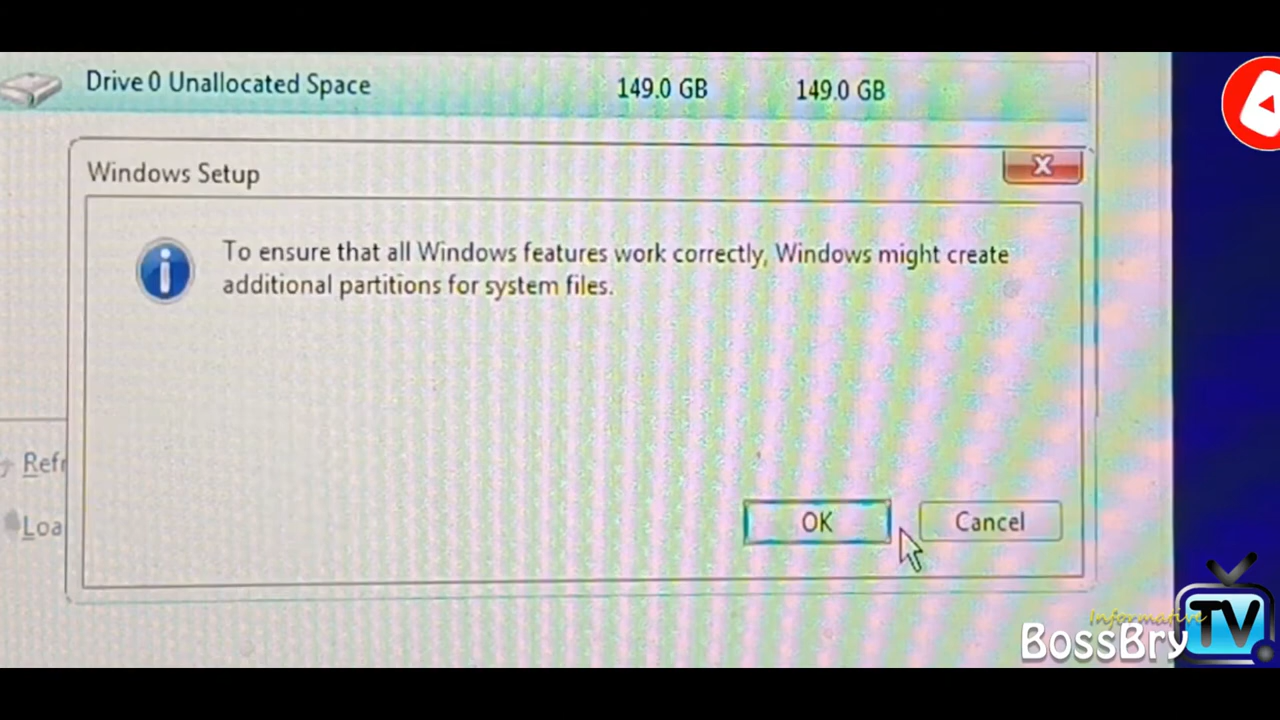 Drive 0 Unallocated Space 149.0 GB 149.0 GB
Windows Setup
To ensure that all Windows features work correctly, Windows might create
additional partitions for system files.
Refr
Loa
OK Cancel
Informative
BossBry TV